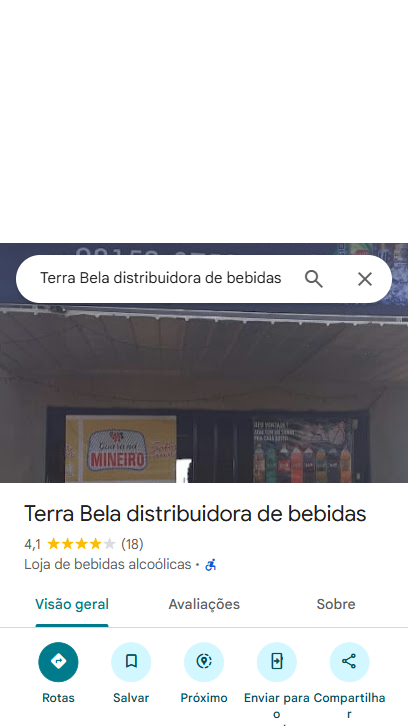 Terra Bela distribuidora de bebidas
Guaraná
MINEIRO
Terra Bela distribuidora de bebidas
4,1 (18)
Loja de bebidas alcoólicas ·
Visão geral Avaliações Sobre
Rotas Salvar Próximo Enviar para o Compartilhar